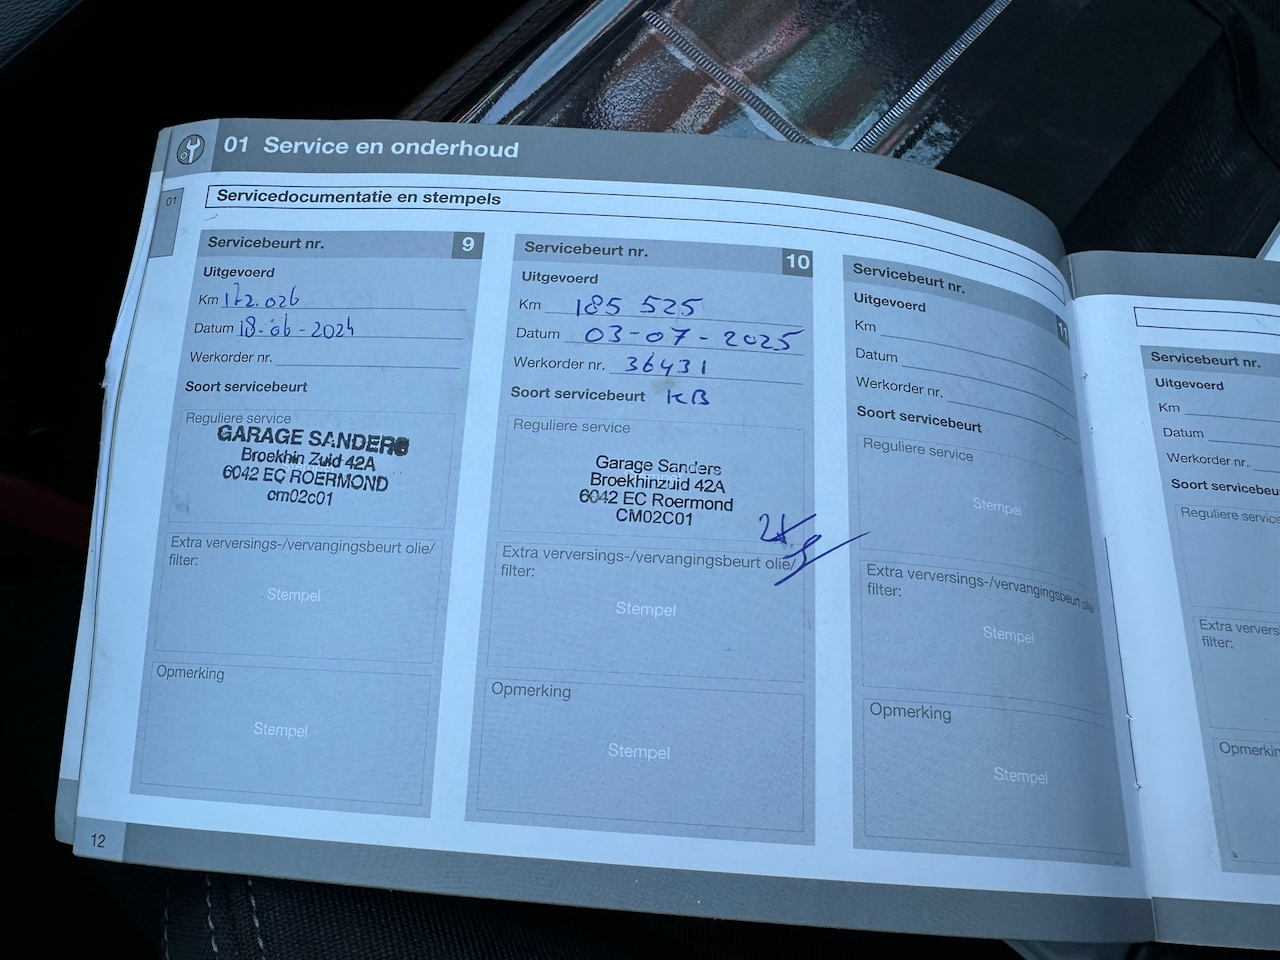 01 Service en onderhoud
01
Servicedocumentatie en stempels
Servicebeurt nr. 9
Uitgevoerd
Km 172.026
Datum 18-06-2024
Werkorder nr.
Soort servicebeurt
Reguliere service
GARAGE SANDERS
Broekhin Zuid 42A
6042 EC ROERMOND
cm02c01
Extra verversings-/vervangingsbeurt olie/
filter:
Stempel
Opmerking
Stempel
Servicebeurt nr. 10
Uitgevoerd
Km 185 525
Datum 03-07-2025
Werkorder nr. 36431
Soort servicebeurt KB
Reguliere service
Garage Sanders
Broekhinzuid 42A
6042 EC Roermond
CM02C01
Extra verversings-/vervangingsbeurt olie/
filter:
Stempel
Opmerking
Stempel
Servicebeurt nr. 11
Uitgevoerd
Km
Datum
Werkorder nr.
Soort servicebeurt
Reguliere service
Stempel
Extra verversings-/vervangingsbeurt olie/
filter:
Stempel
Opmerking
Stempel
12
Servicebeurt nr.
Uitgevoerd
Km
Datum
Werkorder nr.
Soort
Reguliere
Extra
filter: